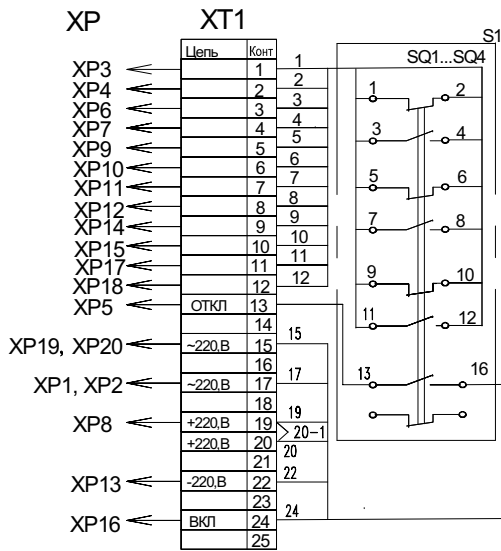 XP XT1 S1
Цепь Конт SQ1...SQ4
XP3 1 1
XP4 2 2 1 2
XP6 3 3
XP7 4 4 3 4
XP9 5 5
XP10 6 6 5 6
XP11 7 7
XP12 8 8 7 8
XP14 9 9
XP15 10 10
XP17 11 11 9 10
XP18 12 12
XP5 ОТКЛ 13
14 11 12
XP19, XP20 ~220,В 15 15
16
XP1, XP2 ~220,В 17 17 13 16
18
XP8 +220,В 19 19
20-1
+220,В 20 20
21
XP13 -220,В 22 22
23
XP16 ВКЛ 24 24
25